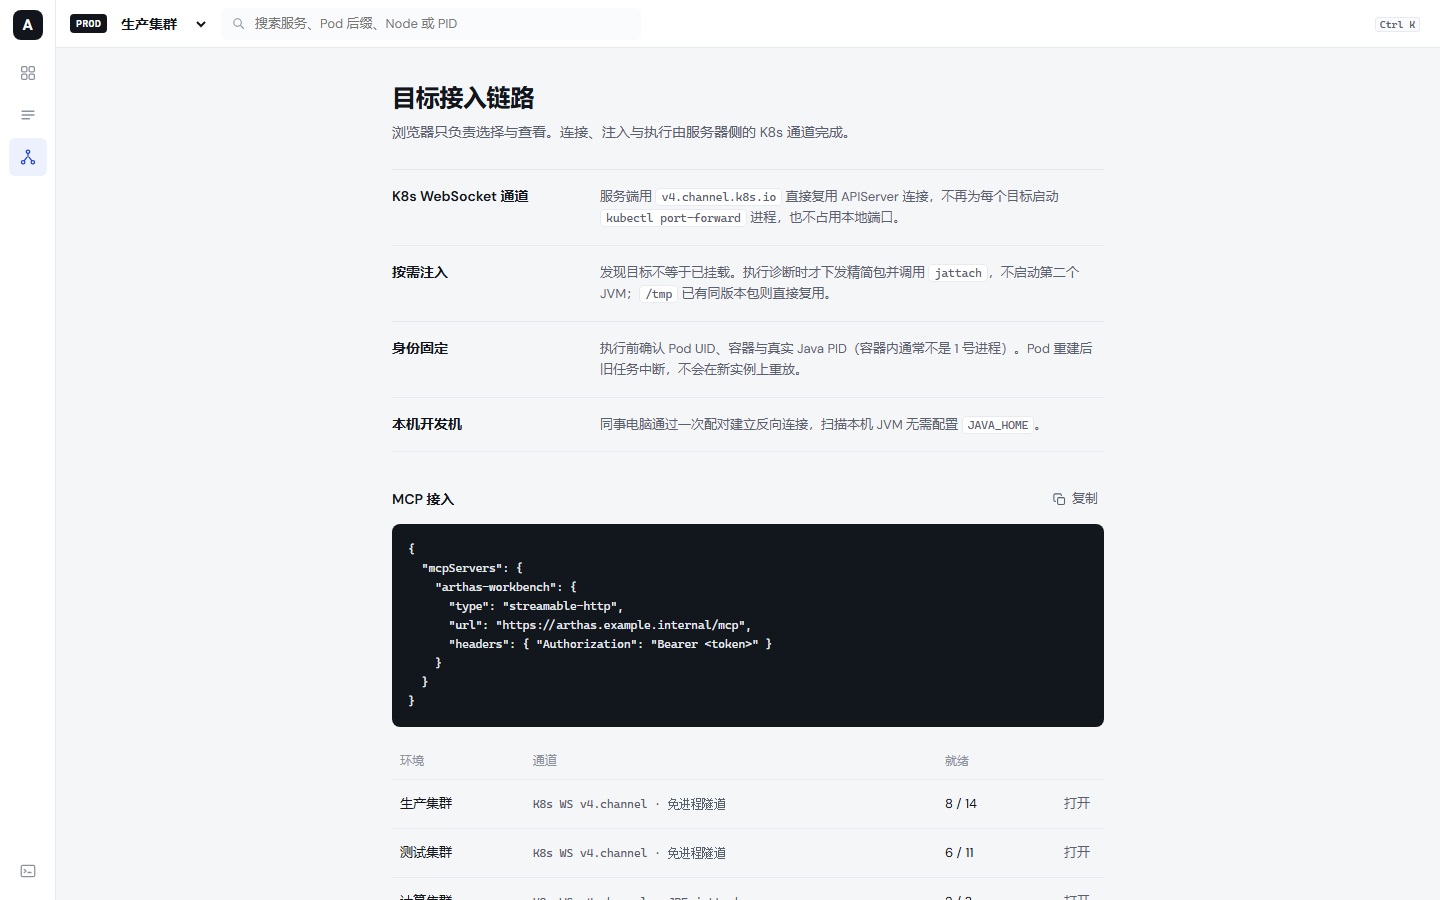 A
PROD 生产集群
搜索服务、Pod 后缀、Node 或 PID
Ctrl K
目标接入链路
浏览器只负责选择与查看。连接、注入与执行由服务器侧的 K8s 通道完成。
K8s WebSocket 通道
服务端用 v4.channel.k8s.io 直接复用 APIServer 连接，不再为每个目标启动
kubectl port-forward 进程，也不占用本地端口。
按需注入
发现目标不等于已挂载。执行诊断时才下发精简包并调用 jattach ，不启动第二个
JVM； /tmp 已有同版本包则直接复用。
身份固定
执行前确认 Pod UID、容器与真实 Java PID（容器内通常不是 1 号进程）。Pod 重建后
旧任务中断，不会在新实例上重放。
本机开发机
同事电脑通过一次配对建立反向连接，扫描本机 JVM 无需配置 JAVA_HOME 。
MCP 接入
复制
{
"mcpServers": {
"arthas-workbench": {
"type": "streamable-http",
"url": "https://arthas.example.internal/mcp",
"headers": { "Authorization": "Bearer <token>" }
}
}
}
环境 通道 就绪
生产集群 K8s WS v4.channel · 免进程隧道 8 / 14 打开
测试集群 K8s WS v4.channel · 免进程隧道 6 / 11 打开